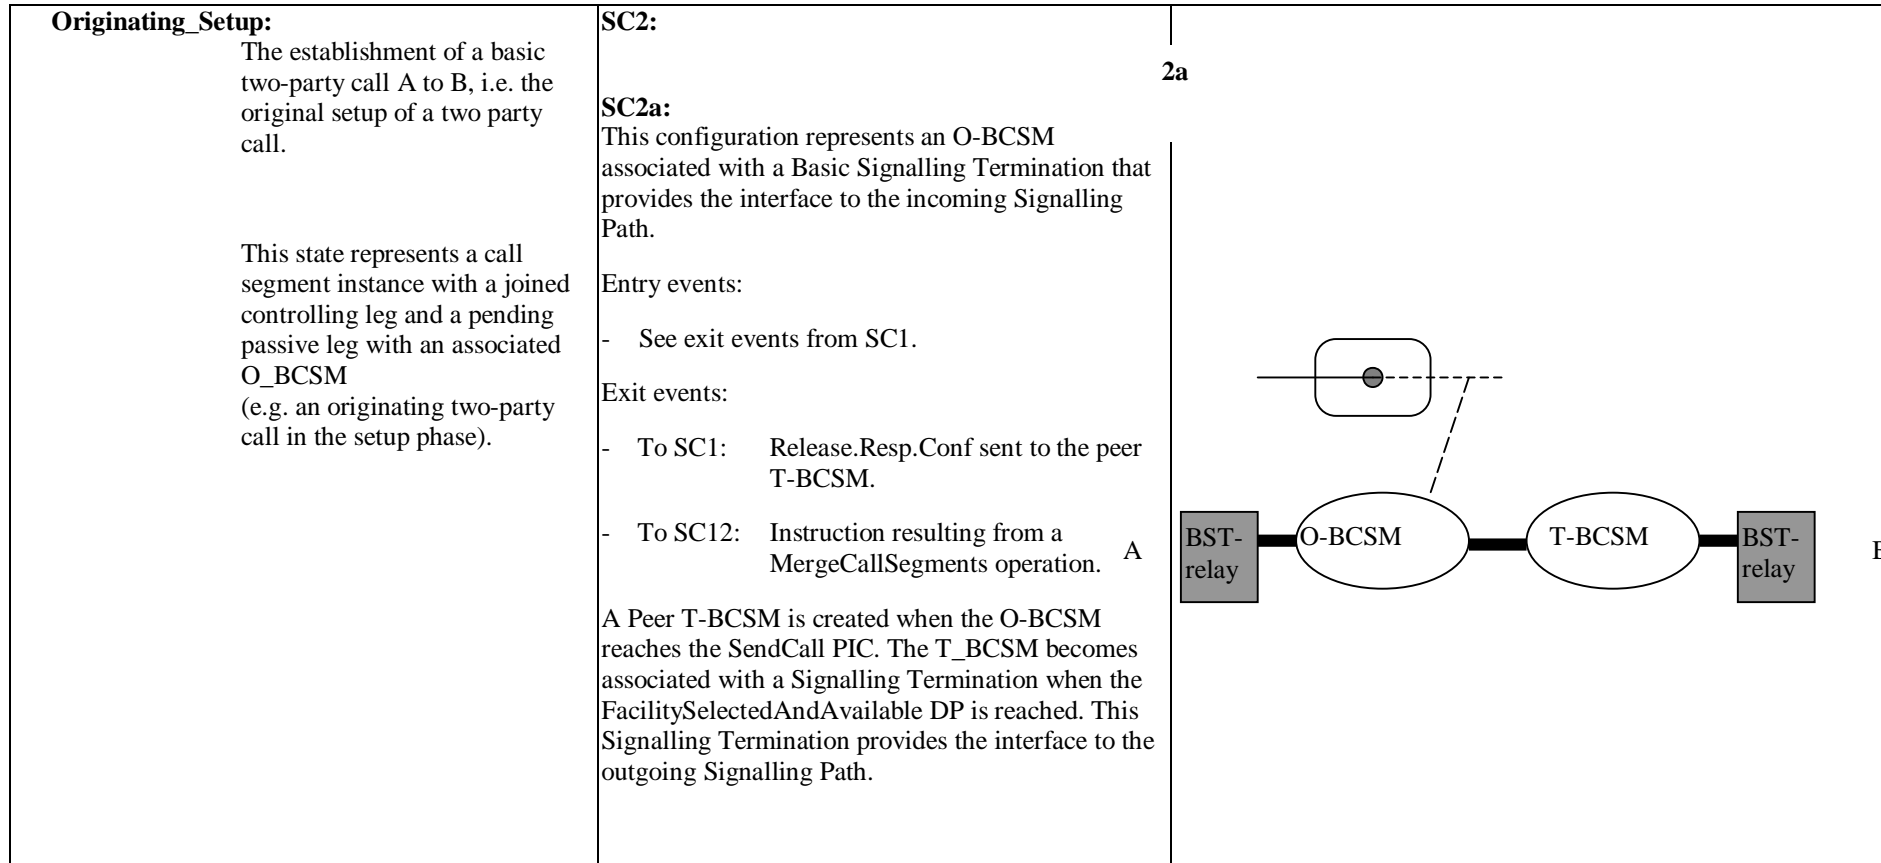 Originating_Setup:
The establishment of a basic
two-party call A to B, i.e. the
original setup of a two party
call.
This state represents a call
segment instance with a joined
controlling leg and a pending
passive leg with an associated
O_BCSM
(e.g. an originating two-party
call in the setup phase).
SC2:
SC2a:
This configuration represents an O-BCSM
associated with a Basic Signalling Termination that
provides the interface to the incoming Signalling
Path.
Entry events:
- See exit events from SC1.
Exit events:
- To SC1: Release.Resp.Conf sent to the peer
T-BCSM.
- To SC12: Instruction resulting from a
MergeCallSegments operation.
A Peer T-BCSM is created when the O-BCSM
reaches the SendCall PIC. The T_BCSM becomes
associated with a Signalling Termination when the
FacilitySelectedAndAvailable DP is reached. This
Signalling Termination provides the interface to the
outgoing Signalling Path.
2a
A
BST-
relay
O-BCSM
T-BCSM
BST-
relay